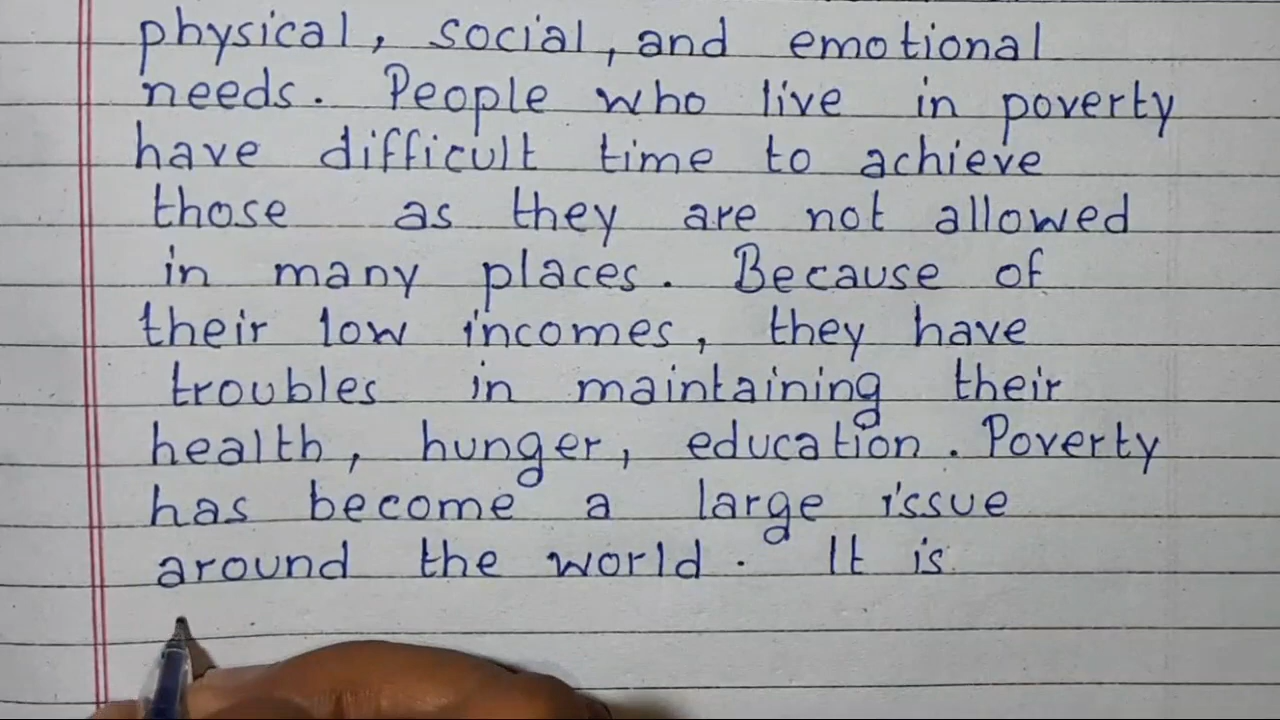 physical, social, and emotional
needs. People who live in poverty
have difficult time to achieve
those as they are not allowed
in many places. Because of
their low incomes, they have
troubles in maintaining their
health, hunger, education. Poverty
has become a large issue
around the world. It is